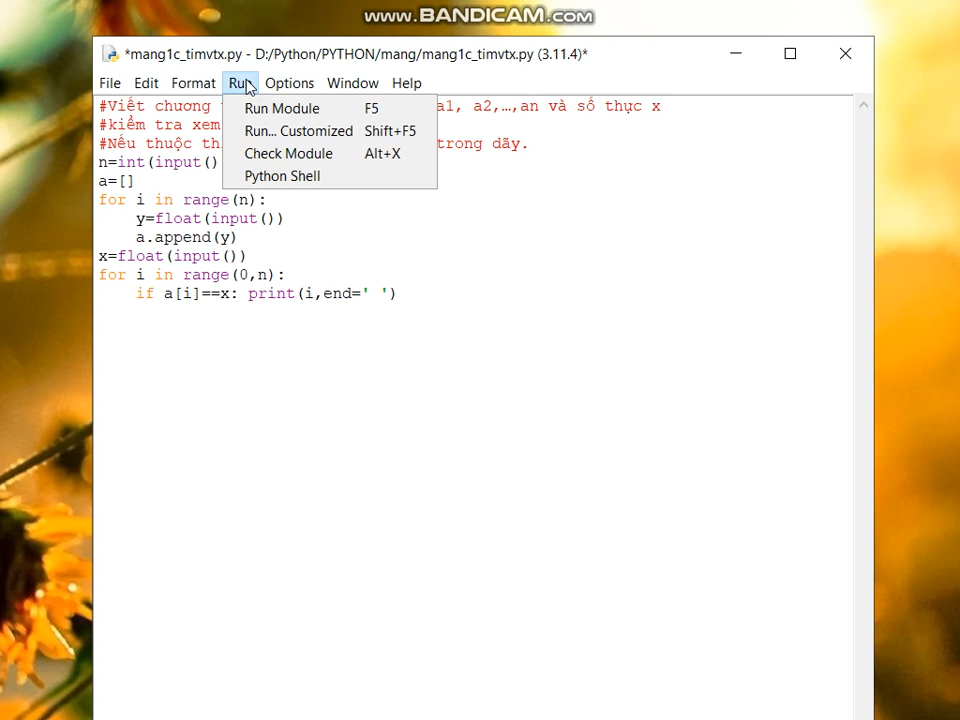 www.BANDICAM.com
*mang1c_timvtx.py - D:/Python/PYTHON/mang/mang1c_timvtx.py (3.11.4)*
File Edit Format Run Options Window Help
#Viết chương a1, a2,…,an và số thực x
Run Module F5
#kiểm tra xem
Run... Customized Shift+F5
#Nếu thuộc trong dãy.
Check Module Alt+X
n=int(input()
Python Shell
a=[]
for i in range(n):
    y=float(input())
    a.append(y)
x=float(input())
for i in range(0,n):
    if a[i]==x: print(i,end=' ')